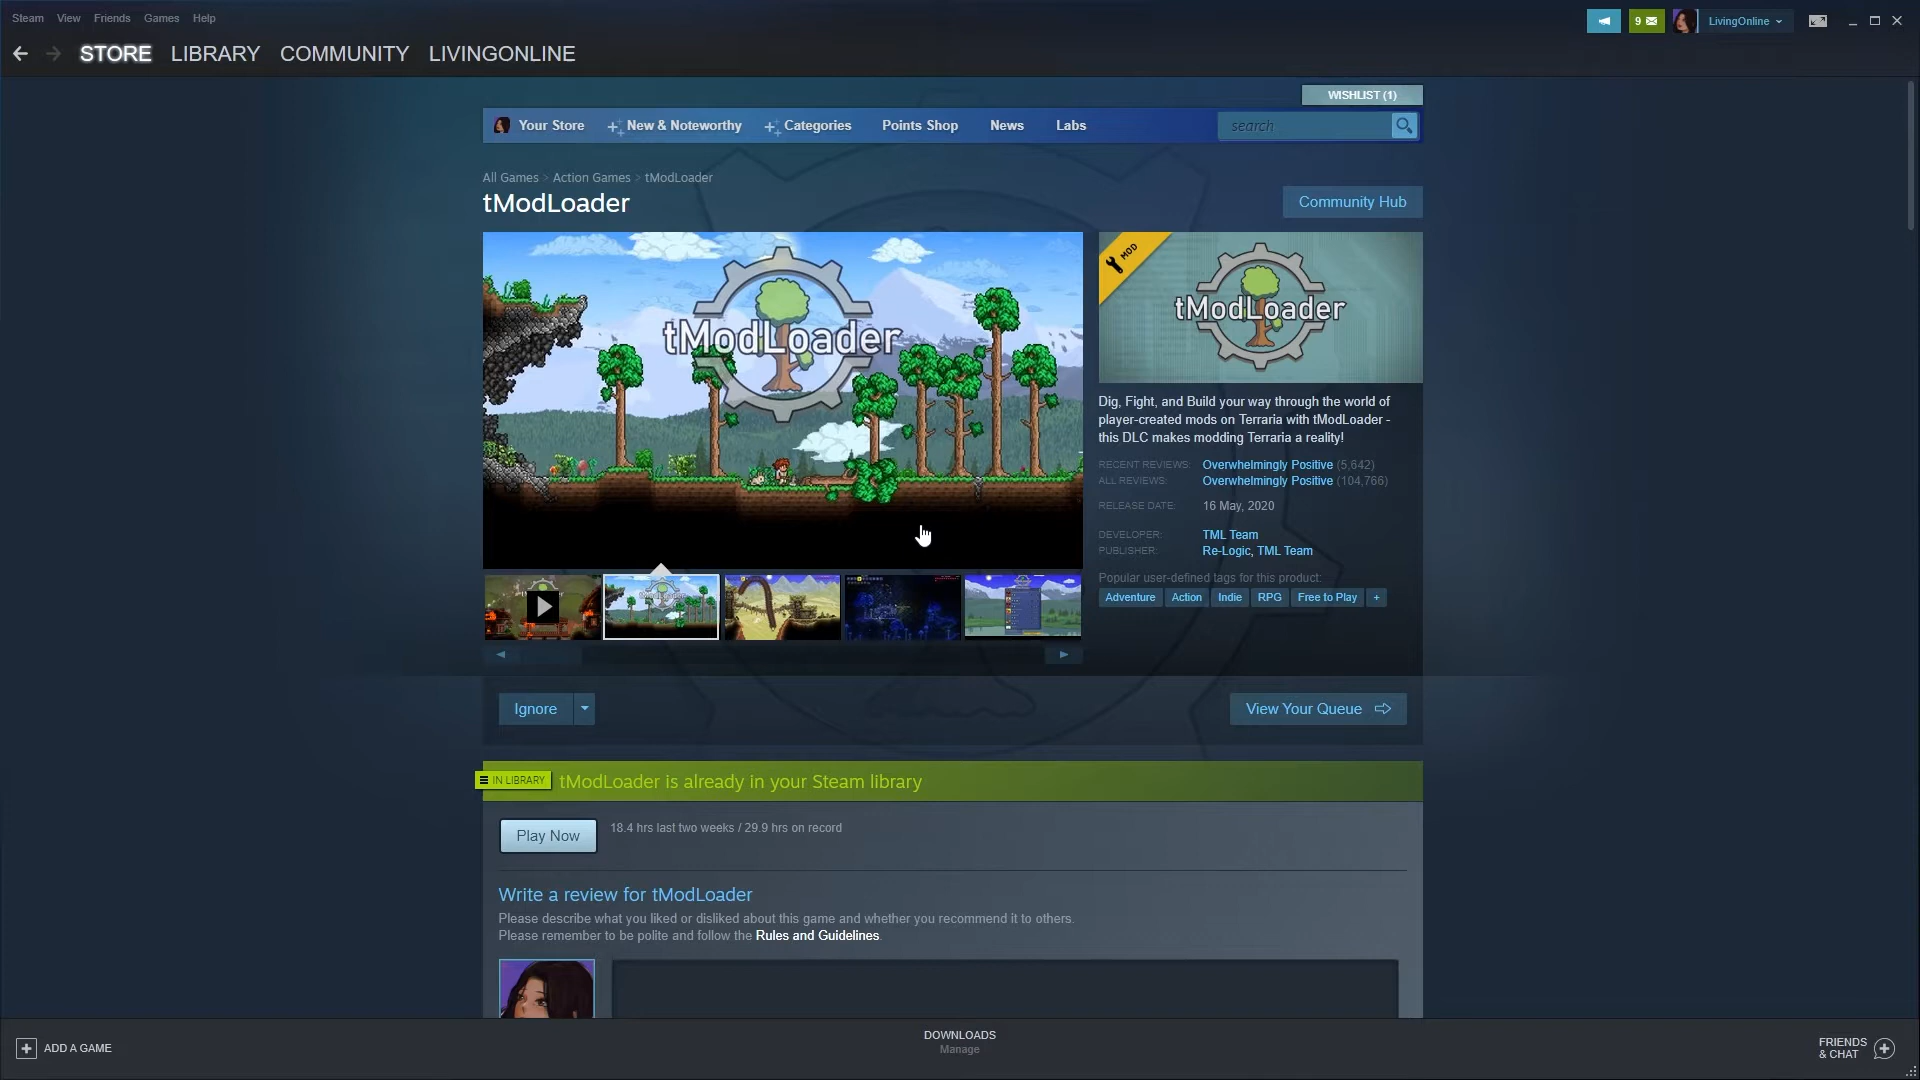 Steam View Friends Games Help
9
LivingOnline
STORE LIBRARY COMMUNITY LIVINGONLINE
WISHLIST (1)
Your Store New & Noteworthy Categories Points Shop News Labs
search
All Games > Action Games > tModLoader
tModLoader
Community Hub
tModLoader
MOD
tModLoader
Dig, Fight, and Build your way through the world of
player-created mods on Terraria with tModLoader -
this DLC makes modding Terraria a reality!
RECENT REVIEWS: Overwhelmingly Positive (5,642)
ALL REVIEWS: Overwhelmingly Positive (104,766)
RELEASE DATE: 16 May, 2020
DEVELOPER: TML Team
PUBLISHER: Re-Logic, TML Team
Popular user-defined tags for this product:
Adventure Action Indie RPG Free to Play +
Ignore
View Your Queue
IN LIBRARY tModLoader is already in your Steam library
Play Now
18.4 hrs last two weeks / 29.9 hrs on record
Write a review for tModLoader
Please describe what you liked or disliked about this game and whether you recommend it to others.
Please remember to be polite and follow the Rules and Guidelines.
ADD A GAME
DOWNLOADS
Manage
FRIENDS
& CHAT